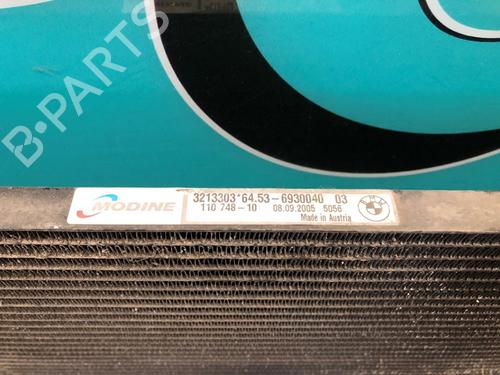 B-PARTS
MODINE
3213303*64.53-6930040 03
110 748-10 08.09.2005 5056
Made in Austria